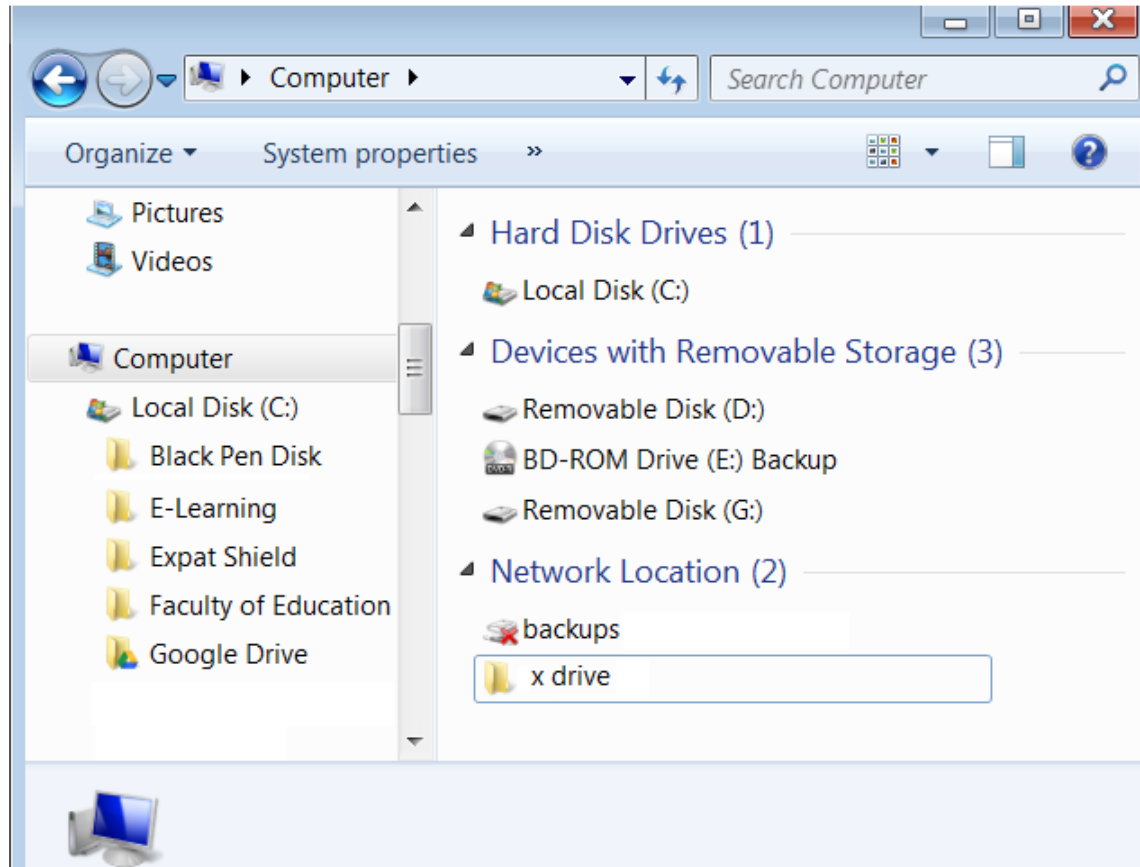 Computer
Search Computer
Organize
System properties
»
Pictures
Videos
Computer
Local Disk (C:)
Black Pen Disk
E-Learning
Expat Shield
Faculty of Education
Google Drive
Hard Disk Drives (1)
Local Disk (C:)
Devices with Removable Storage (3)
Removable Disk (D:)
BD-ROM Drive (E:) Backup
Removable Disk (G:)
Network Location (2)
backups
x drive